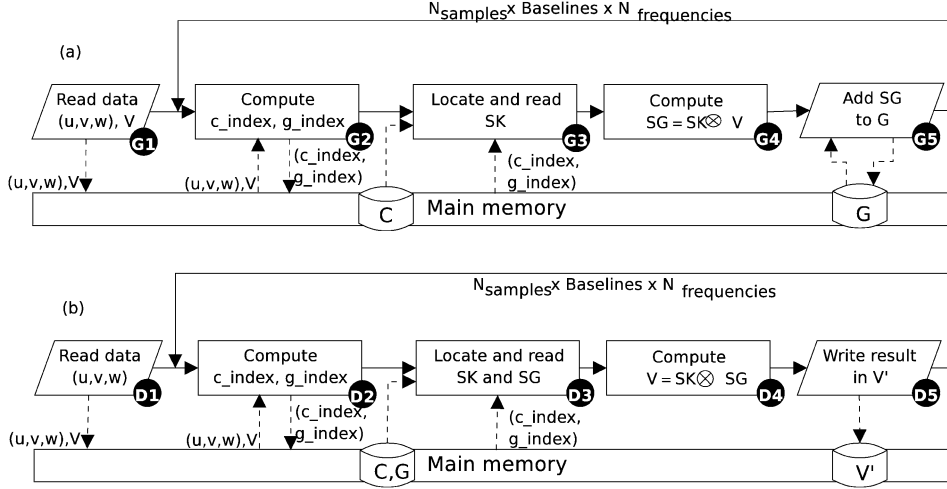 N_samples x Baselines x N_frequencies
(a)
Read data
(u,v,w), V
G1
Compute
c_index, g_index
G2
Locate and read
SK
G3
Compute
SG = SK⊗ V
G4
Add SG
to G
G5
(u,v,w),V
(u,v,w),V
(c_index,
g_index)
(c_index,
g_index)
C
Main memory
G
N_samples x Baselines x N_frequencies
(b)
Read data
(u,v,w)
D1
Compute
c_index, g_index
D2
Locate and read
SK and SG
D3
Compute
V = SK⊗ SG
D4
Write result
in V'
D5
(u,v,w),V
(u,v,w),V
(c_index,
g_index)
(c_index,
g_index)
C,G
Main memory
V'